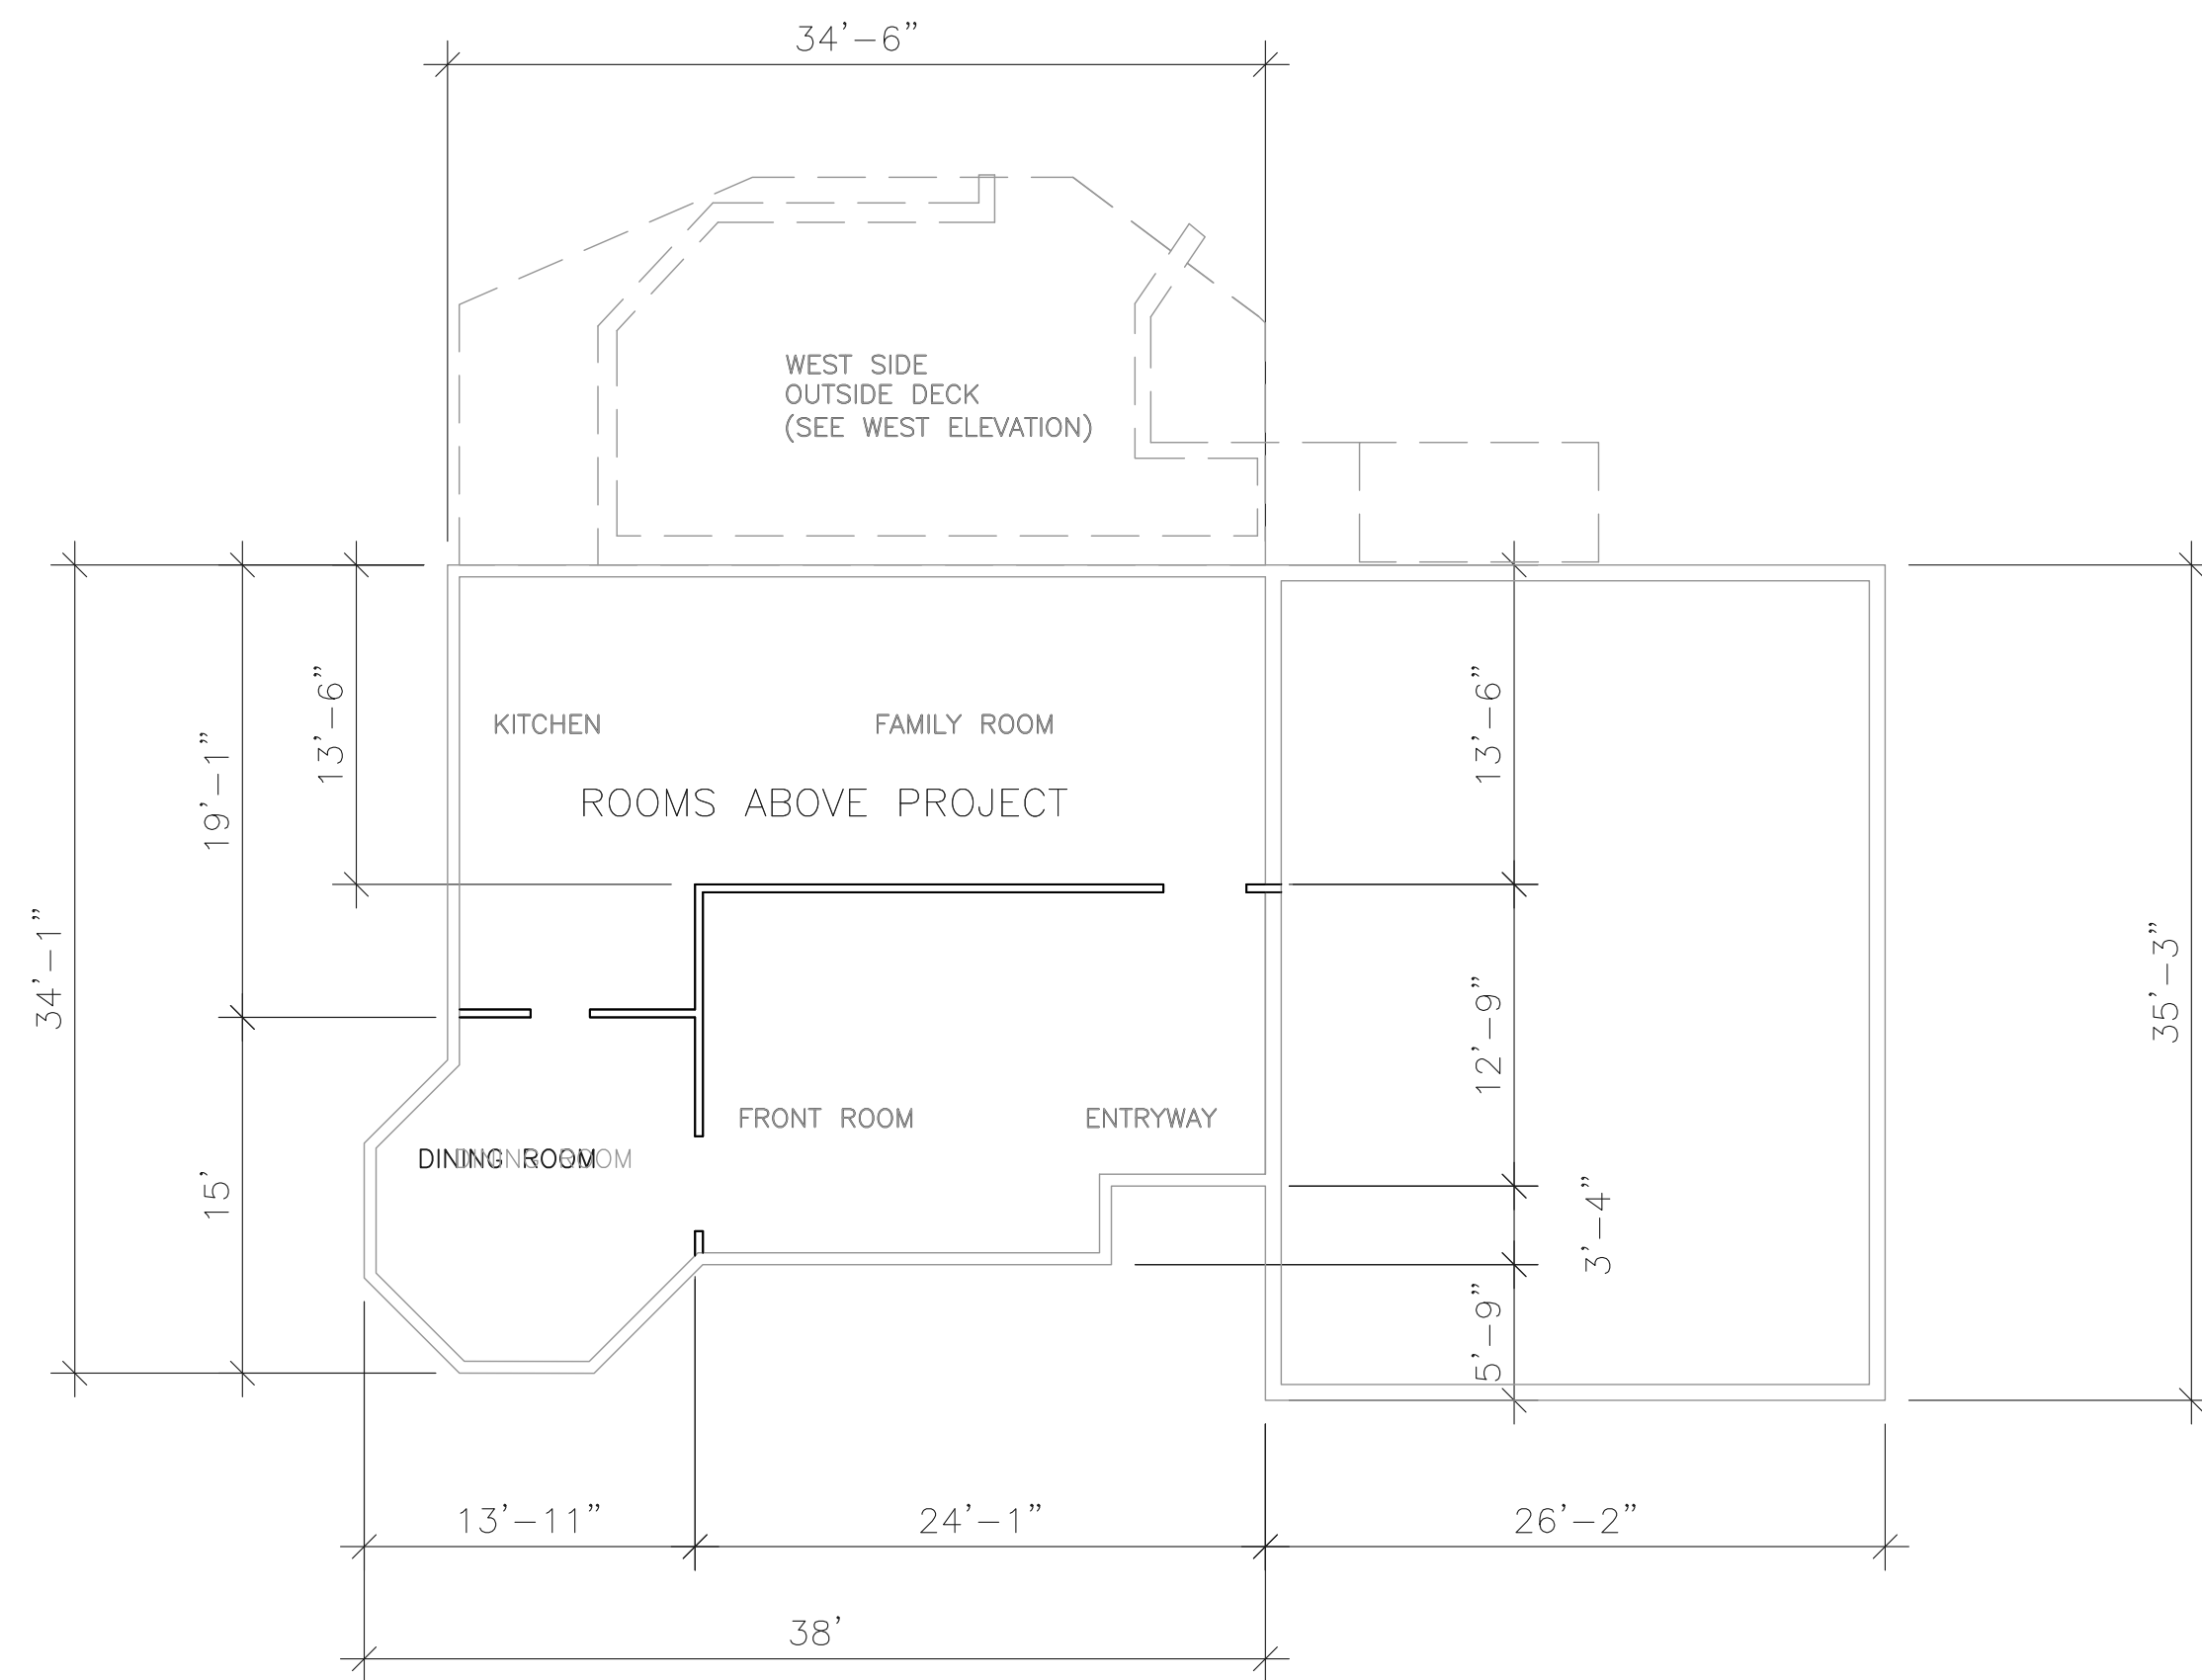 34'-6"
WEST SIDE
OUTSIDE DECK
(SEE WEST ELEVATION)
13'-6"
19'-1"
34'-1"
15'
KITCHEN
FAMILY ROOM
ROOMS ABOVE PROJECT
13'-6"
12'-9"
35'-3"
FRONT ROOM
ENTRYWAY
DINING ROOM
DINING ROOM
3'-4"
5'-9"
13'-11"
24'-1"
26'-2"
38'